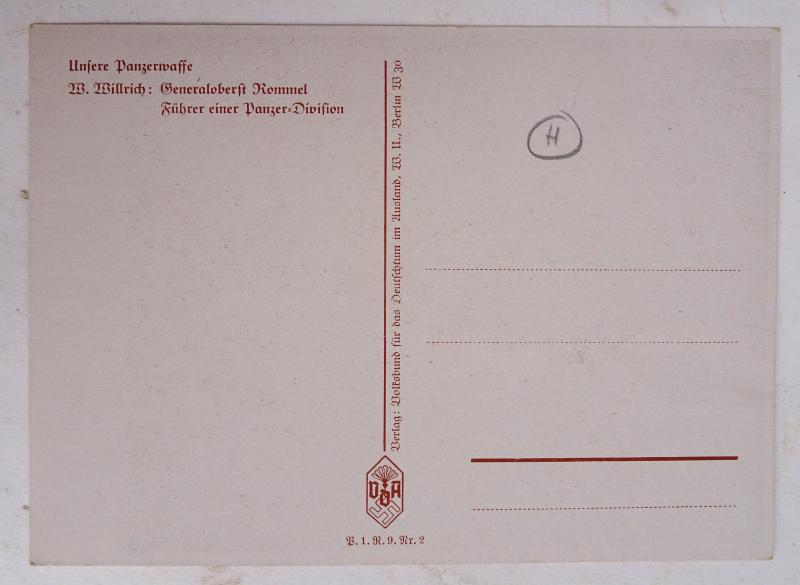 Unsere Panzerwaffe
W. Willrich: Generaloberst Rommel
Führer einer Panzer-Division
Verlag: Volksbund für das Deutschtum im Ausland, W. U., Berlin W 30
H
VDA
P. 1. R. 9. Nr. 2